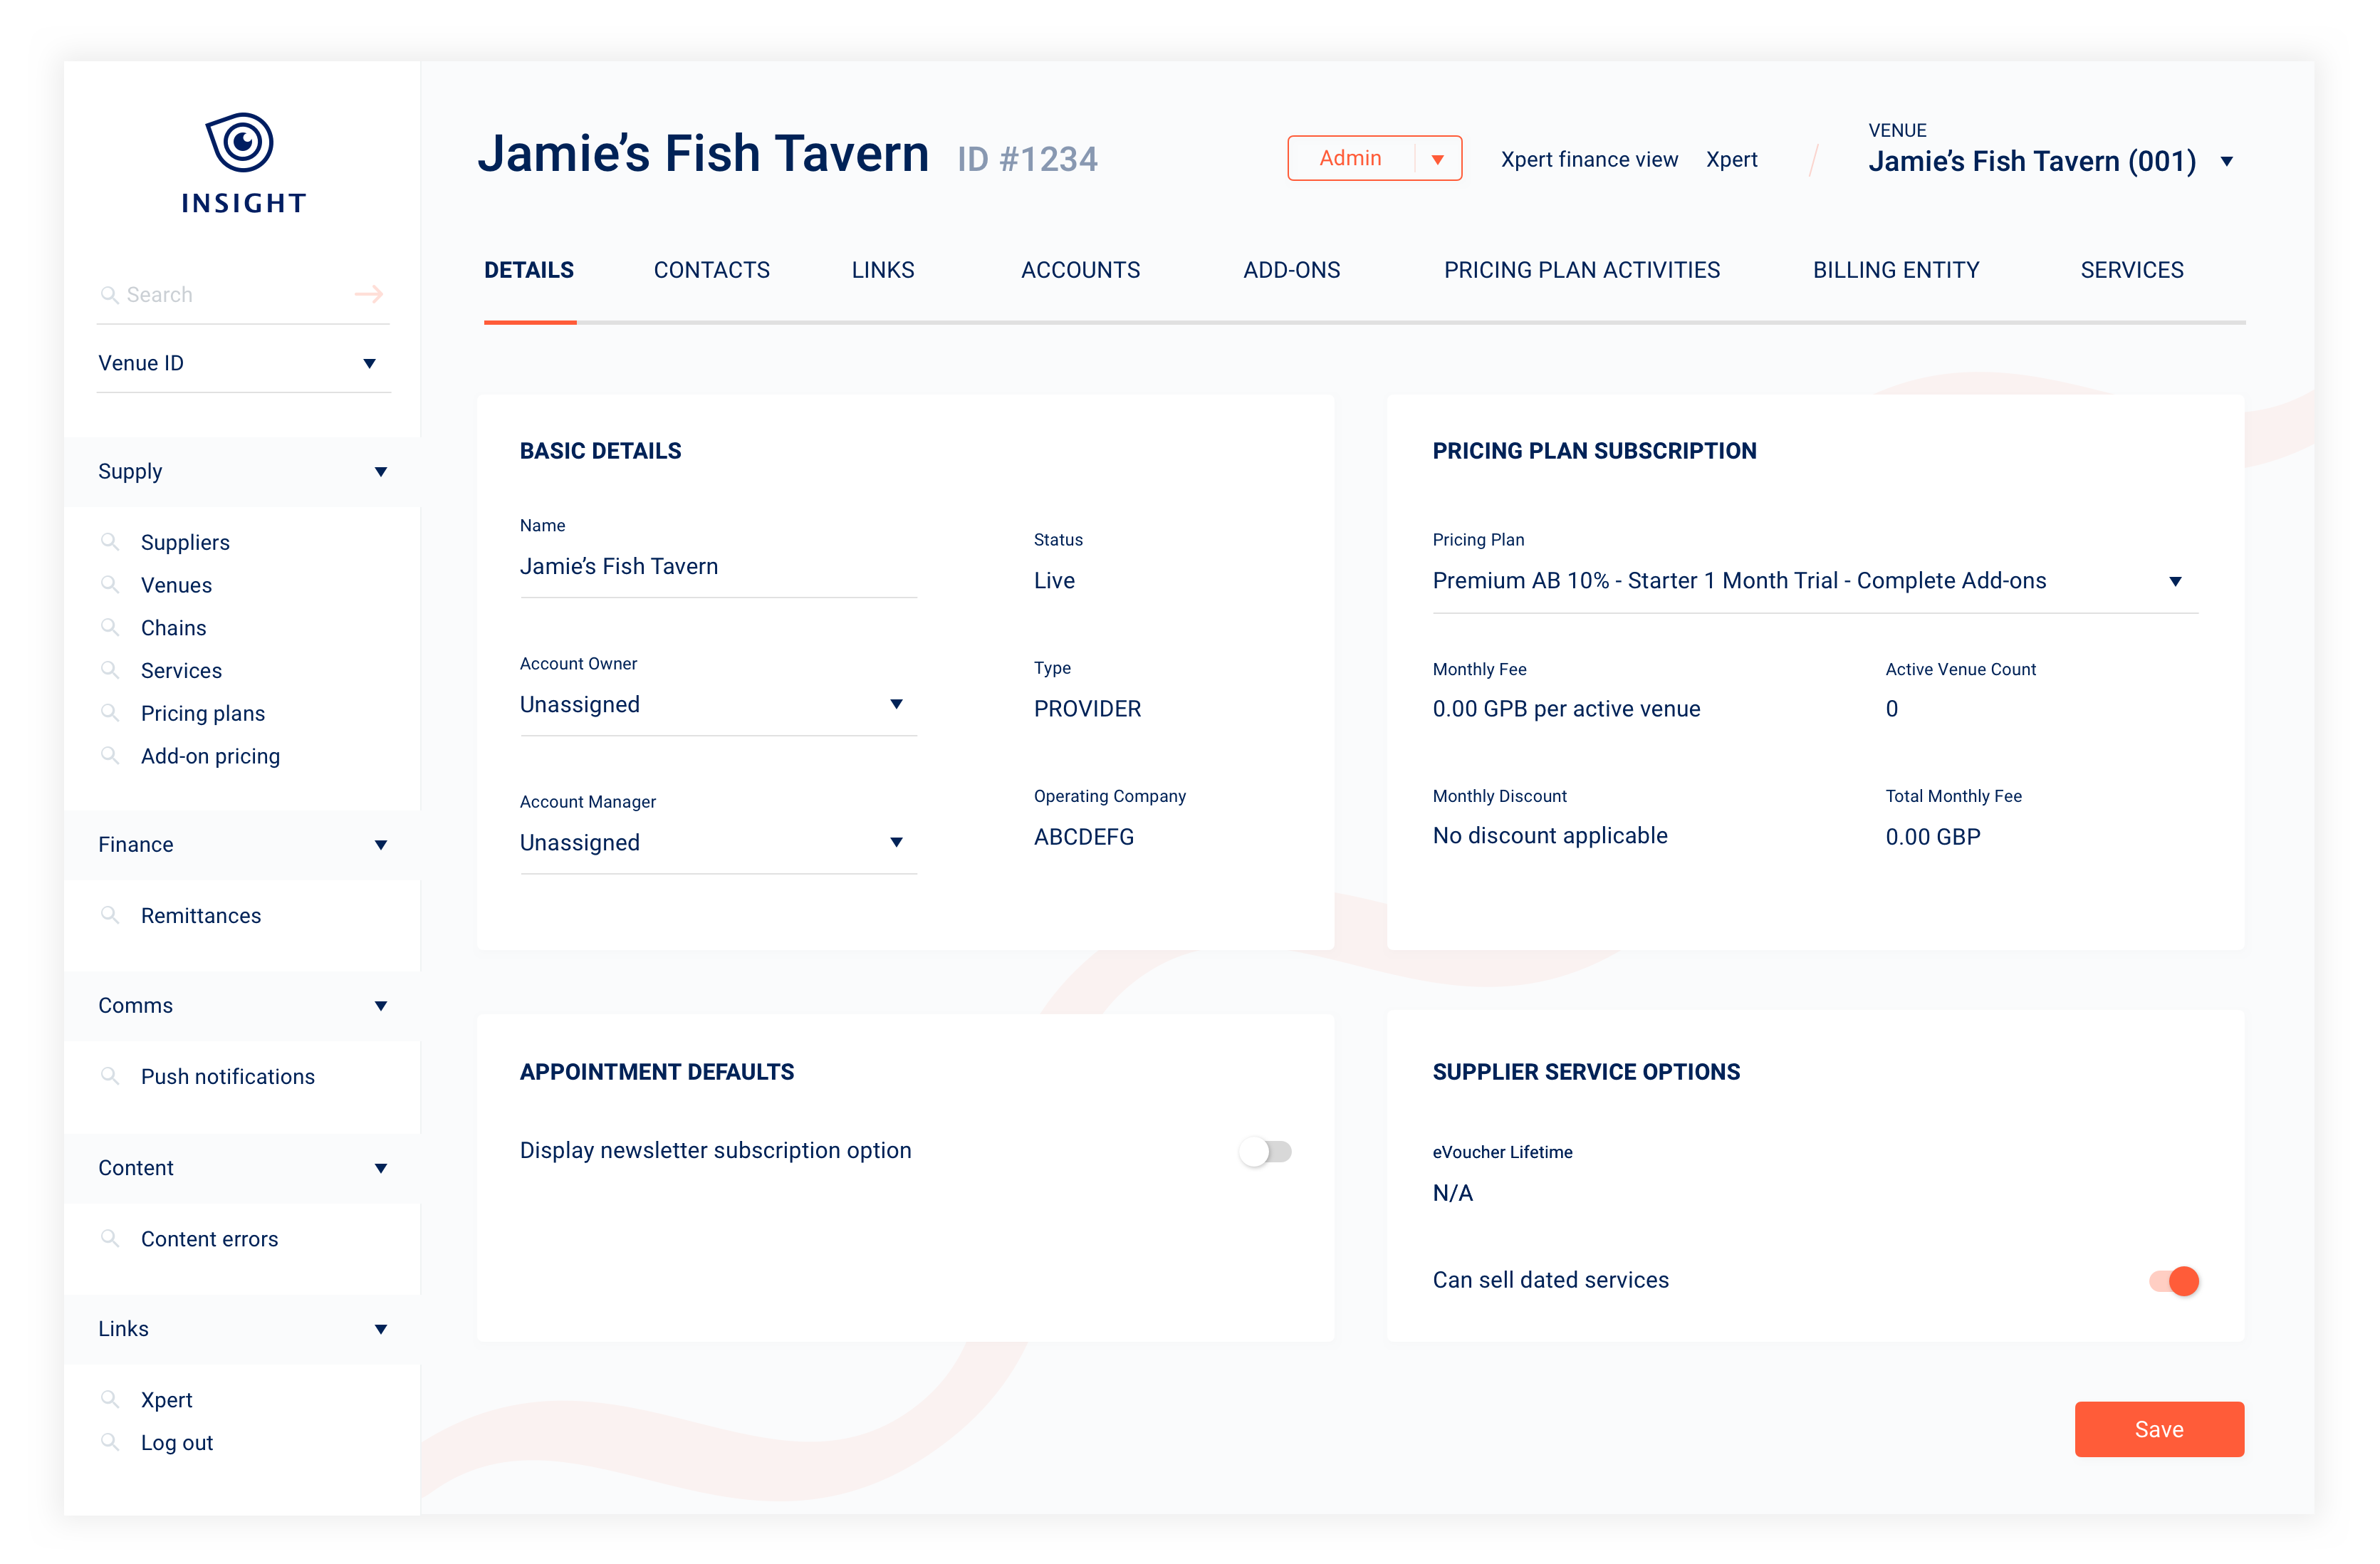 INSIGHT
Search
Venue ID
Supply
Suppliers
Venues
Chains
Services
Pricing plans
Add-on pricing
Finance
Remittances
Comms
Push notifications
Content
Content errors
Links
Xpert
Log out
Jamie’s Fish Tavern ID #1234
Admin
Xpert finance view Xpert
VENUE
Jamie’s Fish Tavern (001)
DETAILS CONTACTS LINKS ACCOUNTS ADD-ONS PRICING PLAN ACTIVITIES BILLING ENTITY SERVICES
BASIC DETAILS
Name
Jamie’s Fish Tavern
Status
Live
Account Owner
Unassigned
Type
PROVIDER
Account Manager
Unassigned
Operating Company
ABCDEFG
PRICING PLAN SUBSCRIPTION
Pricing Plan
Premium AB 10% - Starter 1 Month Trial - Complete Add-ons
Monthly Fee
0.00 GPB per active venue
Active Venue Count
0
Monthly Discount
No discount applicable
Total Monthly Fee
0.00 GBP
APPOINTMENT DEFAULTS
Display newsletter subscription option
SUPPLIER SERVICE OPTIONS
eVoucher Lifetime
N/A
Can sell dated services
Save